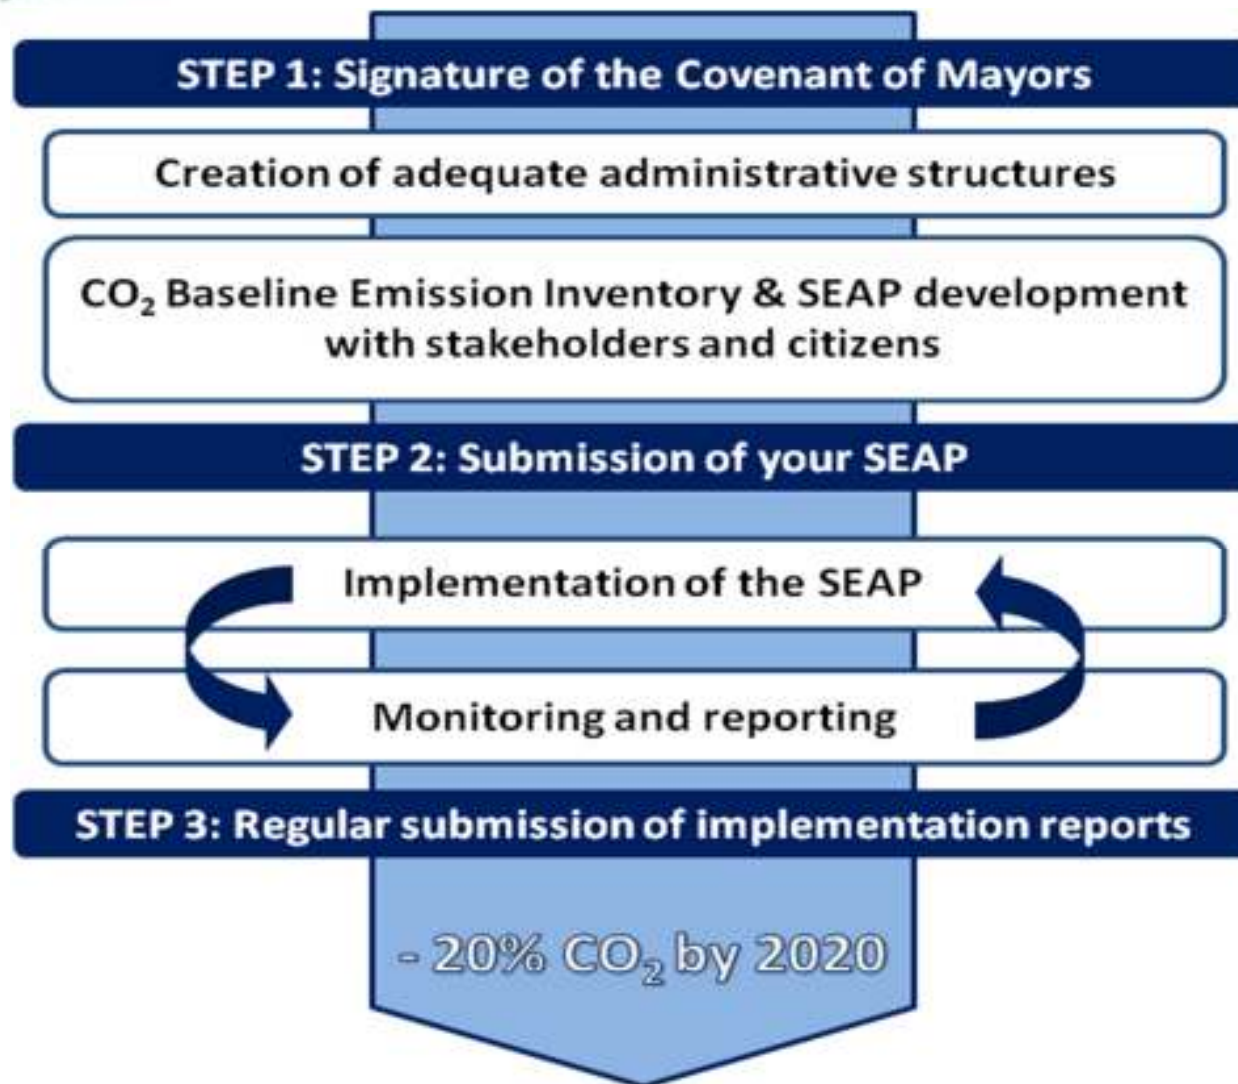 STEP 1: Signature of the Covenant of Mayors
Creation of adequate administrative structures
CO₂ Baseline Emission Inventory & SEAP development
with stakeholders and citizens
STEP 2: Submission of your SEAP
Implementation of the SEAP
Monitoring and reporting
STEP 3: Regular submission of implementation reports
- 20% CO₂ by 2020